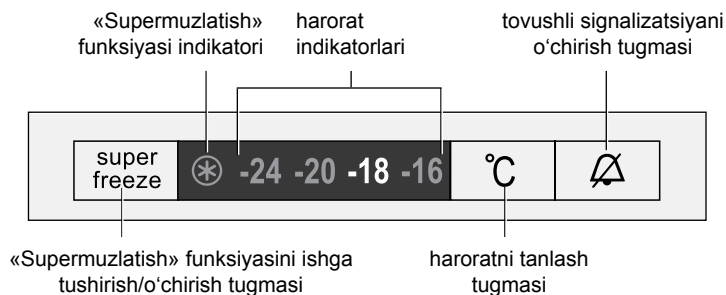 «Supermuzlatish»
funksiyasi indikatori
harorat
indikatorlari
tovushli signalizatsiyani
o‘chirish tugmasi
super
freeze
-24 -20 -18 -16
°C
«Supermuzlatish» funksiyasini ishga
tushirish/o‘chirish tugmasi
haroratni tanlash
tugmasi